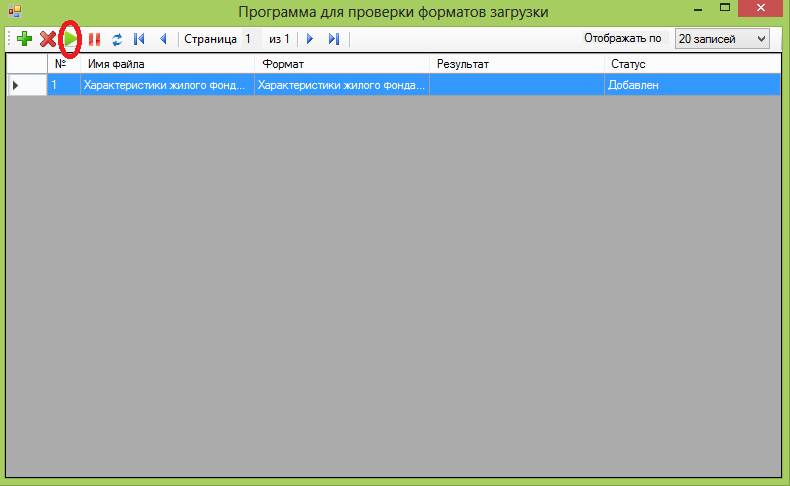 Программа для проверки форматов загрузки
Страница 1 из 1 Отображать по 20 записей
№ Имя файла Формат Результат Статус
1 Характеристики жилого фонд... Характеристики жилого фонда... Добавлен